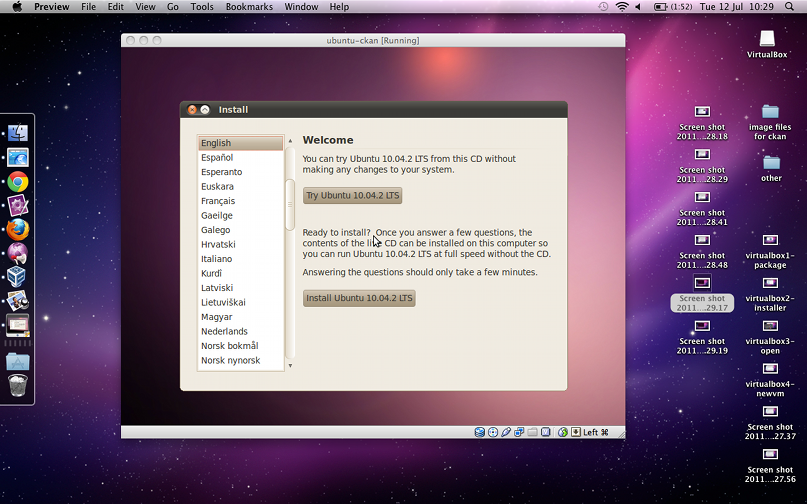 Preview File Edit View Go Tools Bookmarks Window Help (1:52) Tue 12 Jul 10:29
ubuntu-ckan [Running]
Install
English
Español
Esperanto
Euskara
Français
Gaeilge
Galego
Hrvatski
Italiano
Kurdî
Latviski
Lietuviškai
Magyar
Nederlands
Norsk bokmål
Norsk nynorsk
Welcome
You can try Ubuntu 10.04.2 LTS from this CD without
making any changes to your system.
Try Ubuntu 10.04.2 LTS
Ready to install? Once you answer a few questions, the
contents of the live CD can be installed on this computer so
you can run Ubuntu 10.04.2 LTS at full speed without the CD.
Answering the questions should only take a few minutes.
Install Ubuntu 10.04.2 LTS
Left ⌘
VirtualBox
Screen shot
2011....28.18
image files
for ckan
Screen shot
2011....28.29
other
Screen shot
2011....28.41
Screen shot
2011....28.48
virtualbox1-
package
Screen shot
2011....29.17
virtualbox2-
installer
Screen shot
2011....29.19
virtualbox3-
open
virtualbox4-
newvm
Screen shot
2011....27.37
Screen shot
2011....27.56